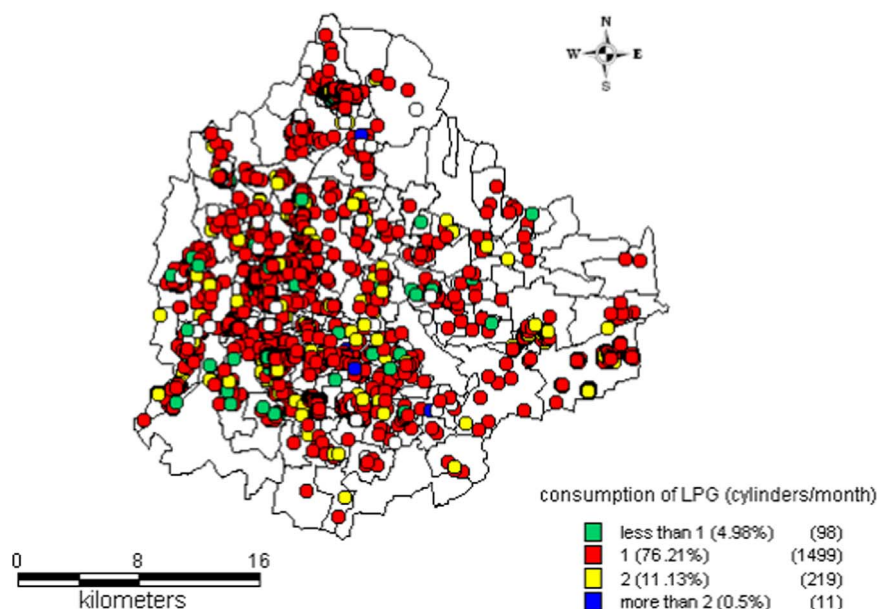 N
W E
S
consumption of LPG (cylinders/month)
less than 1 (4.98%) (98)
1 (76.21%) (1499)
2 (11.13%) (219)
more than 2 (0.5%) (11)
0 8 16
kilometers